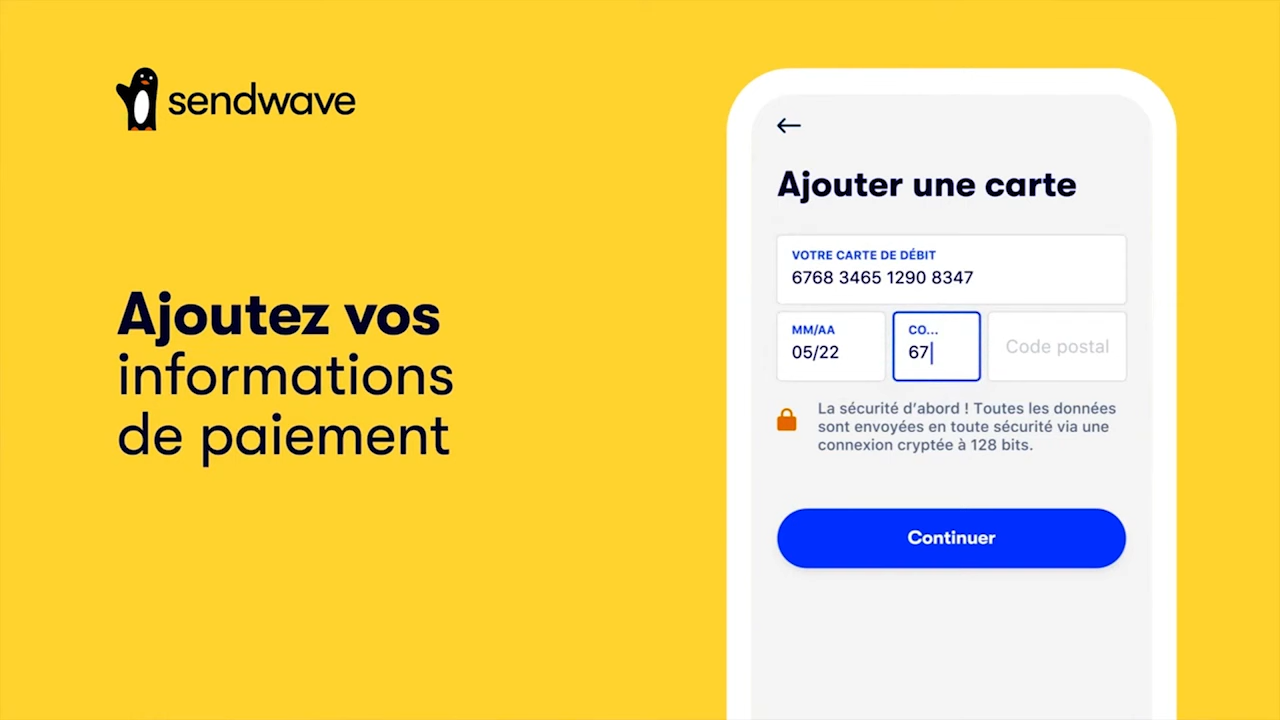 sendwave
Ajoutez vos
informations
de paiement
Ajouter une carte
VOTRE CARTE DE DÉBIT
6768 3465 1290 8347
MM/AA
05/22
CO...
67
Code postal
La sécurité d’abord ! Toutes les données
sont envoyées en toute sécurité via une
connexion cryptée à 128 bits.
Continuer